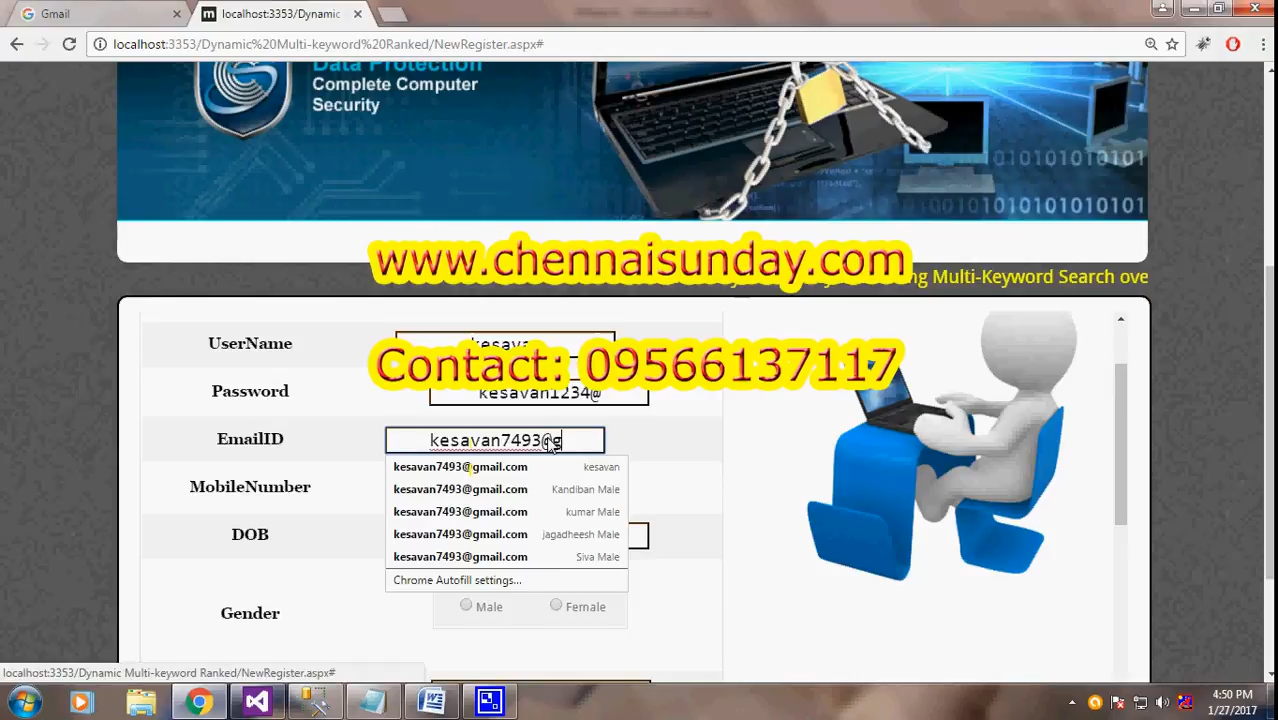 Gmail
localhost:3353/Dynamic
localhost:3353/Dynamic%20Multi-keyword%20Ranked/NewRegister.aspx#
Data Protection
Complete Computer
Security
010101010101
010101010101
www.chennaisunday.com
ng Multi-Keyword Search ove
UserName
kesava
Contact: 09566137117
Password
kesavan1234@
EmailID
kesavan7493@g
kesavan7493@gmail.com kesavan
MobileNumber
kesavan7493@gmail.com Kandiban Male
kesavan7493@gmail.com kumar Male
DOB
kesavan7493@gmail.com Jagadheesh Male
kesavan7493@gmail.com Siva Male
Chrome Autofill settings...
Gender
Male Female
localhost:3353/Dynamic Multi-keyword Ranked/NewRegister.aspx#
4:50 PM
1/27/2017